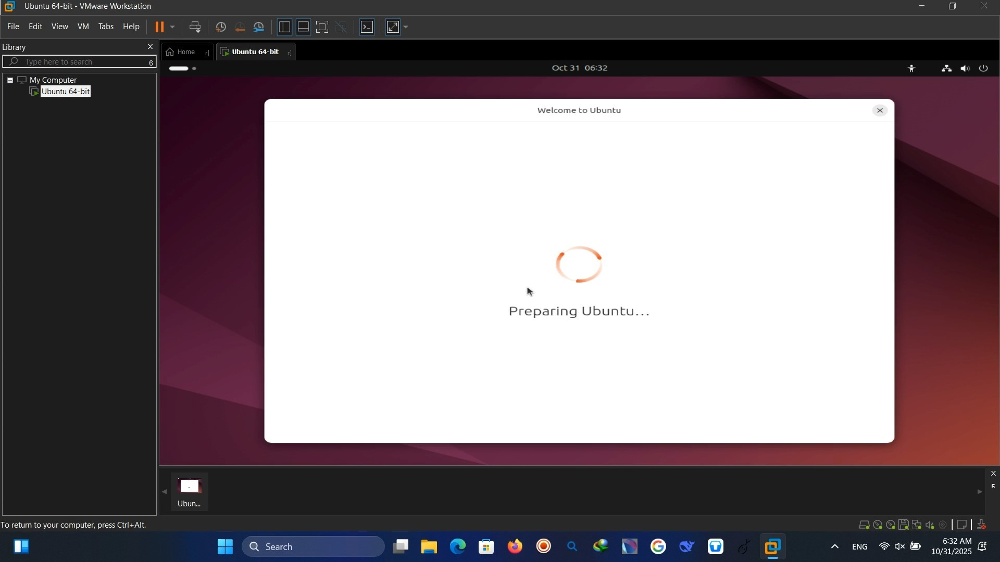 Ubuntu 64-bit - VMware Workstation
File Edit View VM Tabs Help
Library
Type here to search
My Computer
Ubuntu 64-bit
Home
Ubuntu 64-bit
Oct 31 06:32
Welcome to Ubuntu
Preparing Ubuntu...
Ubun...
To return to your computer, press Ctrl+Alt.
Search
ENG
6:32 AM
10/31/2025